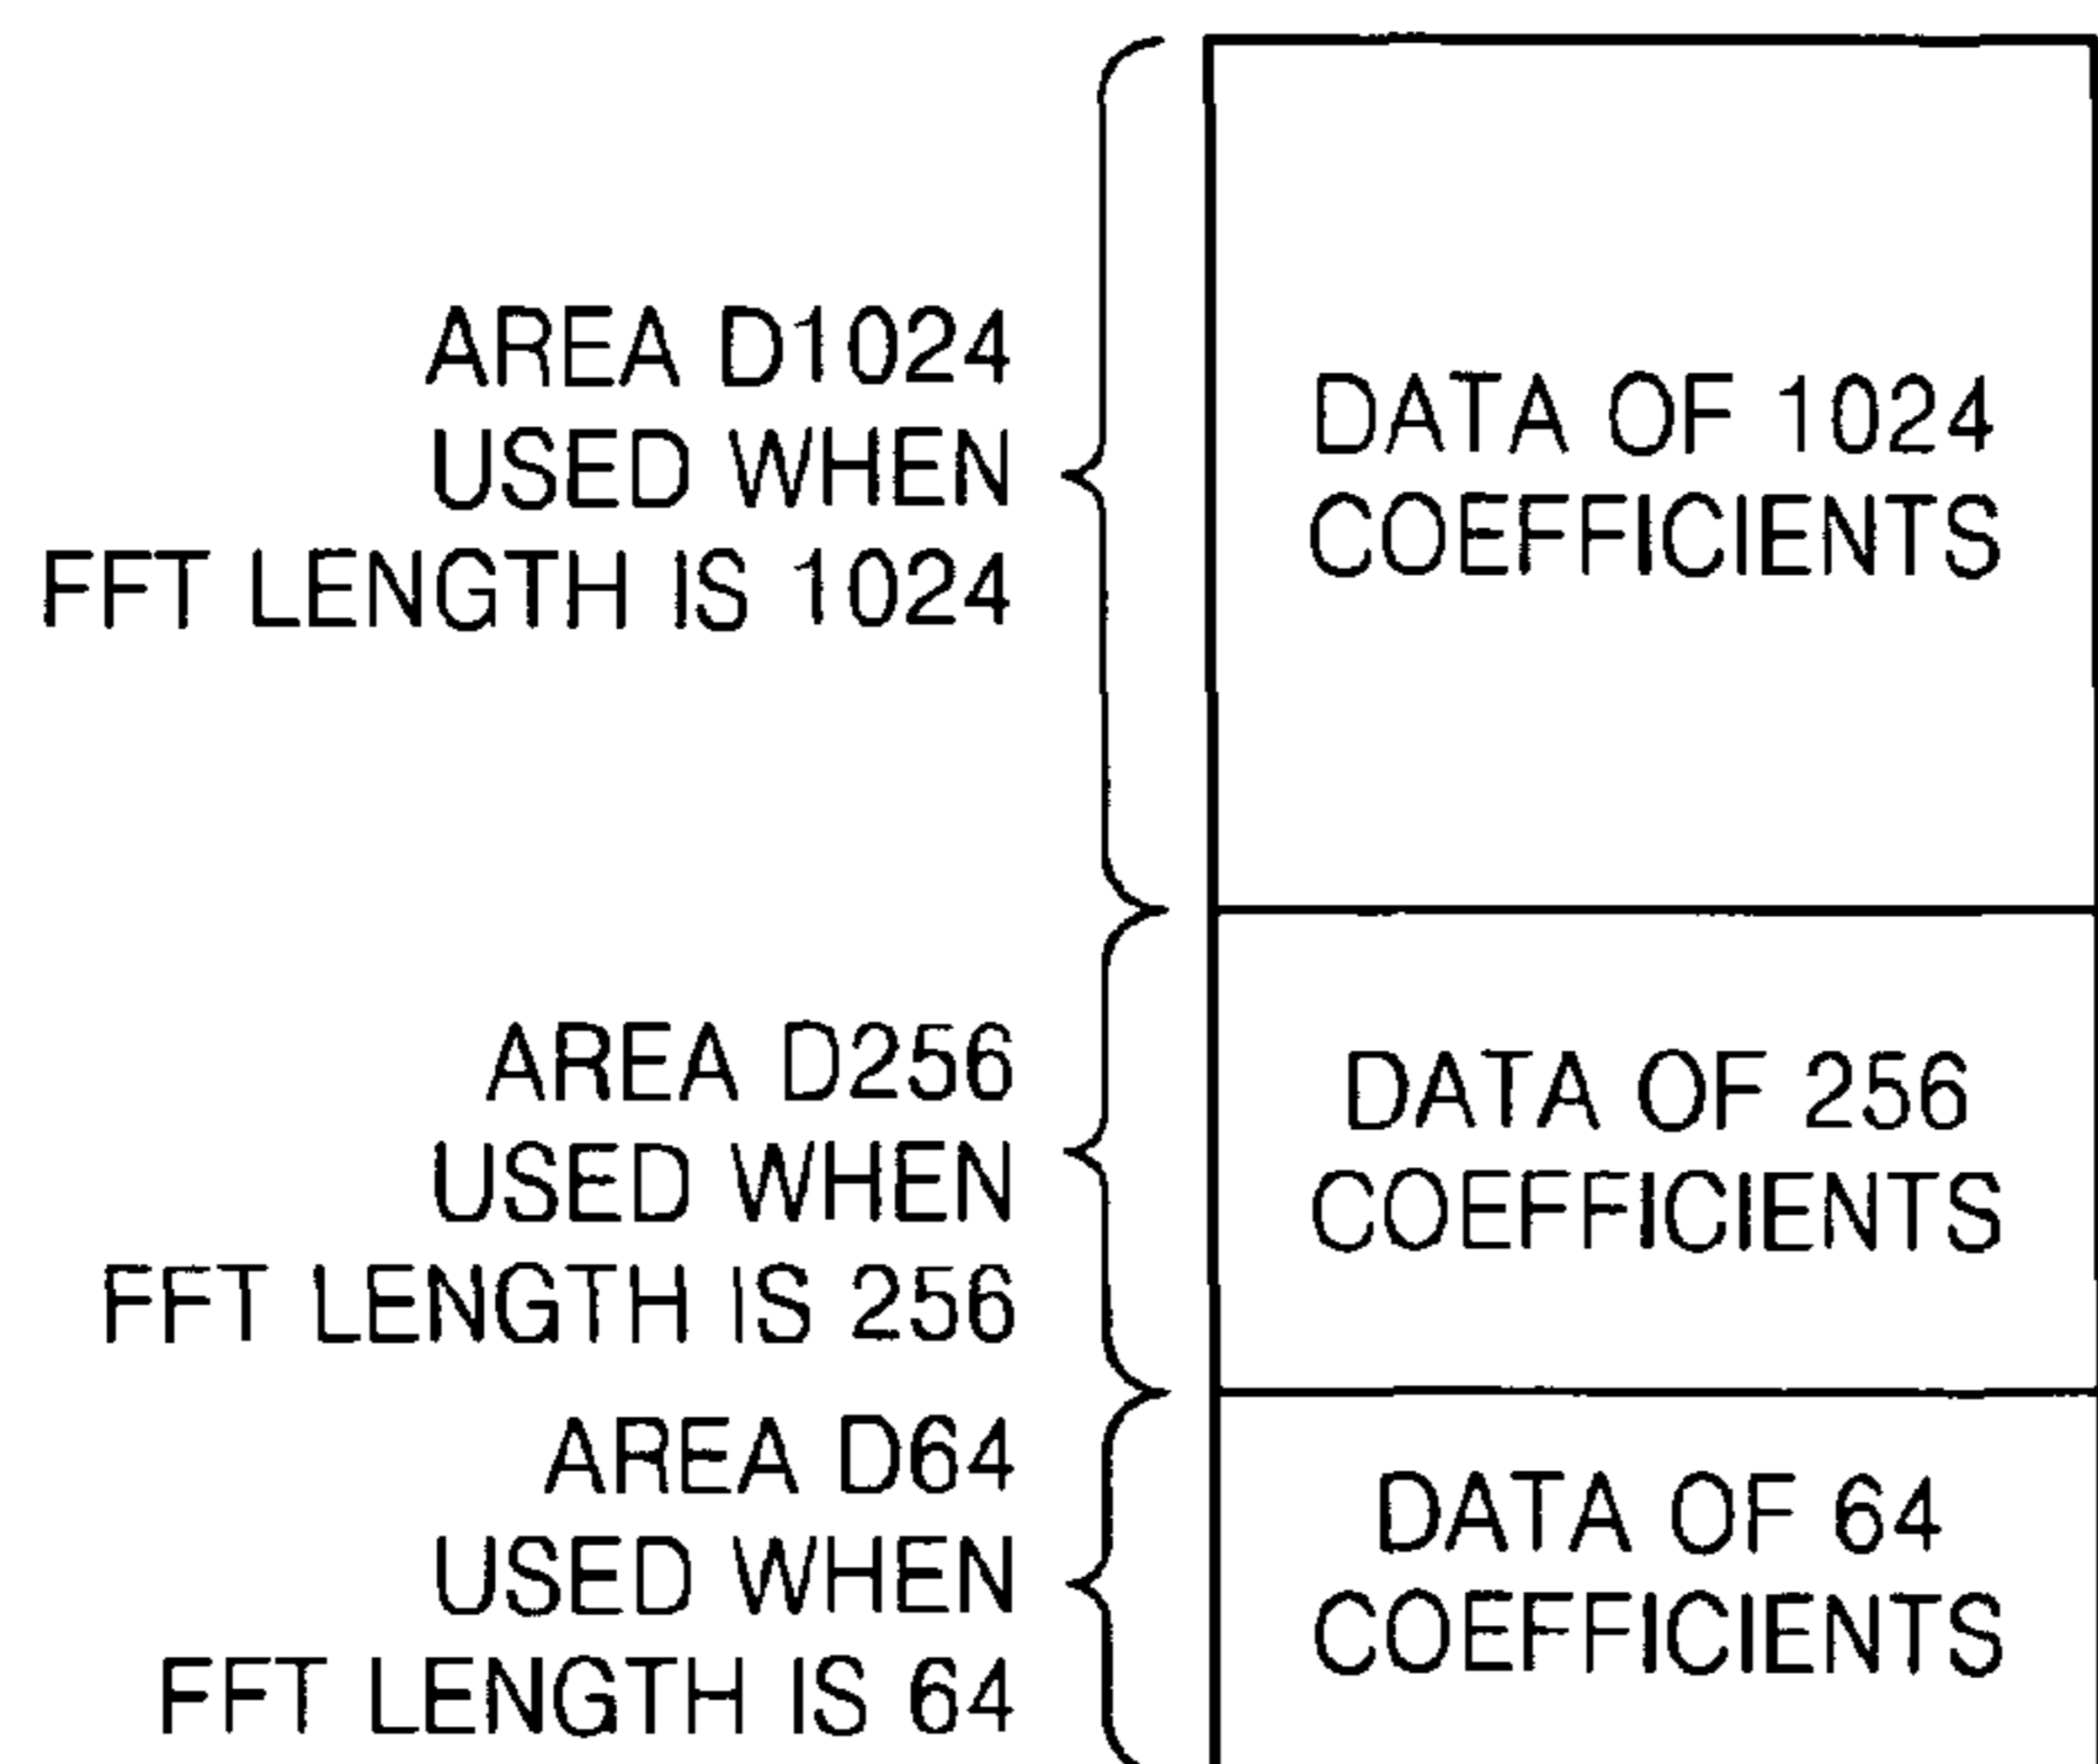 AREA D1024
USED WHEN
FFT LENGTH IS 1024
DATA OF 1024
COEFFICIENTS
AREA D256
USED WHEN
FFT LENGTH IS 256
DATA OF 256
COEFFICIENTS
AREA D64
USED WHEN
FFT LENGTH IS 64
DATA OF 64
COEFFICIENTS